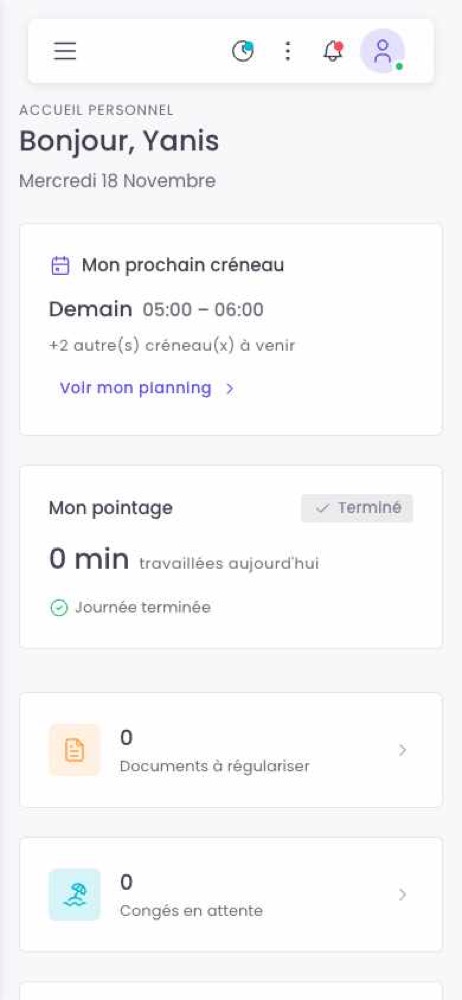 ACCUEIL PERSONNEL
Bonjour, Yanis
Mercredi 18 Novembre
Mon prochain créneau
Demain 05:00 – 06:00
+2 autre(s) créneau(x) à venir
Voir mon planning
Mon pointage
Terminé
0 min travaillées aujourd'hui
Journée terminée
0
Documents à régulariser
0
Congés en attente